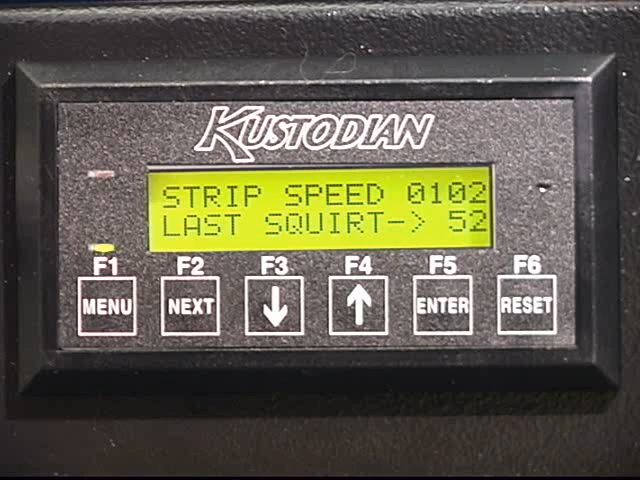 KUSTODIAN
STRIP SPEED 0102
LAST SQUIRT-> 52
F1 F2 F3 F4 F5 F6
MENU NEXT ↓ ↑ ENTER RESET